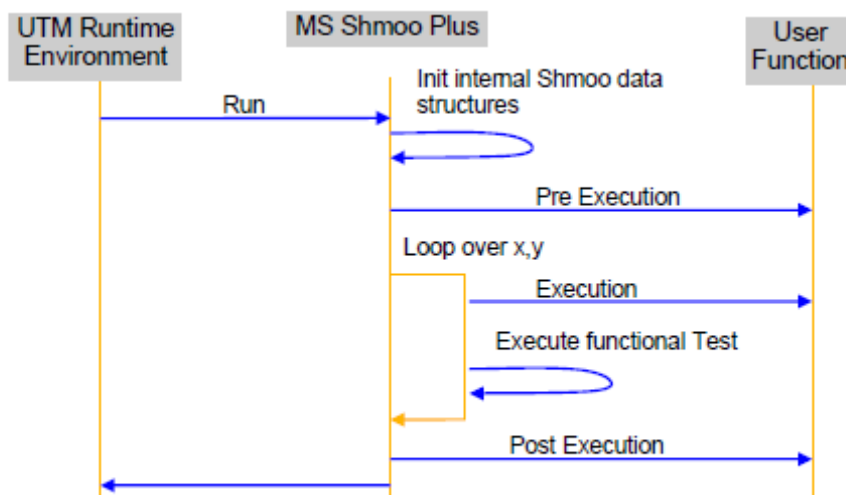 UTM Runtime
Environment
MS Shmoo Plus
User
Function
Init internal Shmoo data
structures
Run
Pre Execution
Loop over x,y
Execution
Execute functional Test
Post Execution